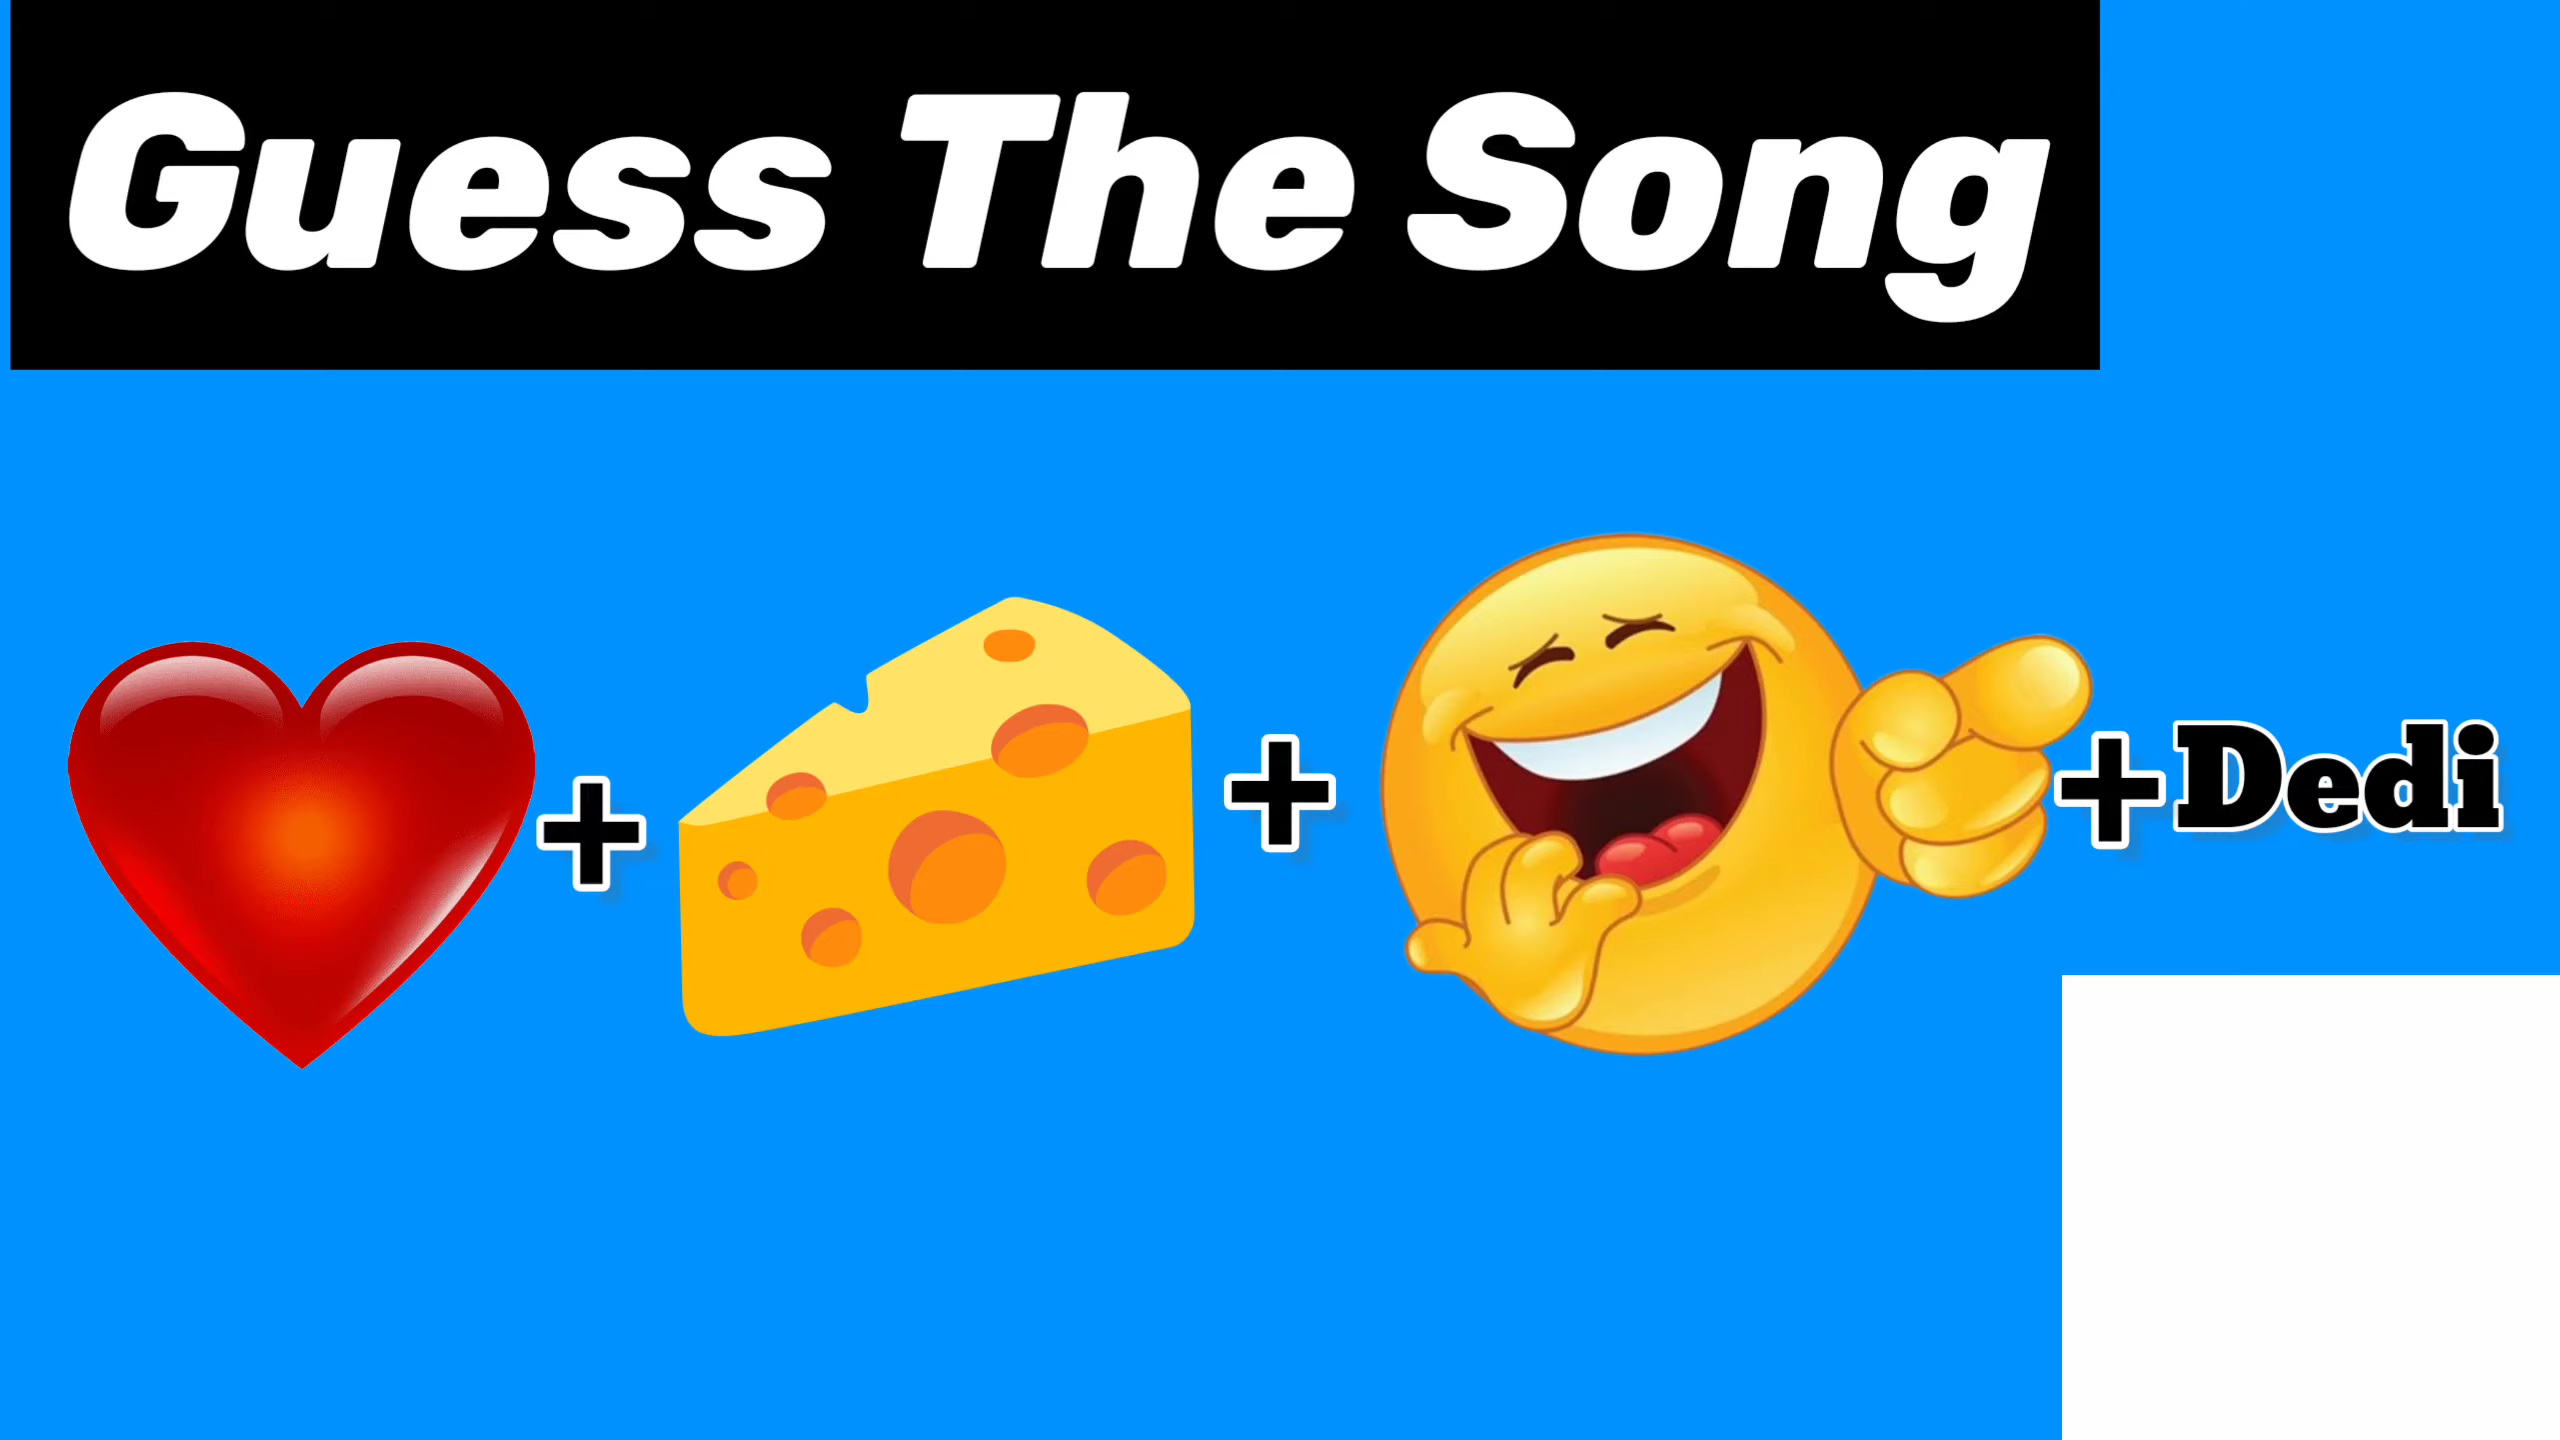 Guess The Song
+ + +Dedi